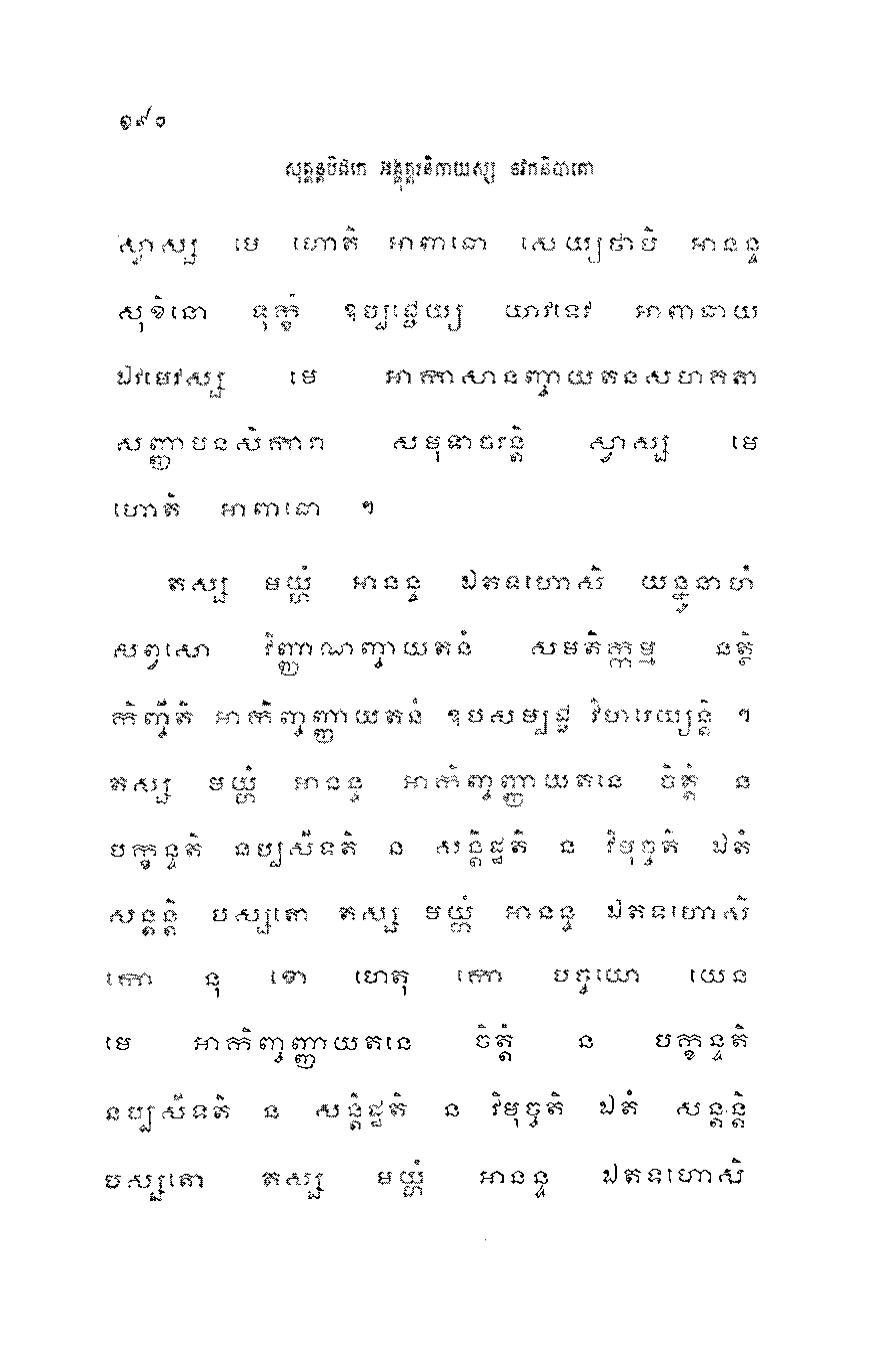 ១៩០
សុត្តន្តបិដកេ អង្គុត្តរនិកាយស្ស នវកនិបាតោ
ស្វាស្ស មេ ហោតិ អាពាធោ សេយ្យថាបិ អានន្ទ
សុខិនោ ទុក្ខំ ឧប្បជ្ជេយ្យ យាវទេវ អាពាធាយ
ឯវមេវស្ស មេ អាកាសានញ្ចាយតនសហគតា
សញ្ញាមនសិការា សមុទាចរន្តិ ស្វាស្ស មេ
ហោតិ អាពាធោ ។
តស្ស មយ្ហំ អានន្ទ ឯតទហោសិ យន្នូនាហំ
សព្វសោ វិញ្ញាណញ្ចាយតនំ សមតិក្កម្ម នត្ថិ
កិញ្ចីតិ អាកិញ្ចញ្ញាយតនំ ឧបសម្បជ្ជ វិហរេយ្យន្តិ ។
តស្ស មយ្ហំ អានន្ទ អាកិញ្ចញ្ញាយតនេ ចិត្តំ ន
បក្ខន្ទតិ នប្បសីទតិ ន សន្តិដ្ឋតិ ន វិមុច្ចតិ ឯតំ
សន្តន្តិ បស្សតោ តស្ស មយ្ហំ អានន្ទ ឯតទហោសិ
កោ នុ ខោ ហេតុ កោ បច្ចយោ យេន
មេ អាកិញ្ចញ្ញាយតនេ ចិត្តំ ន បក្ខន្ទតិ
នប្បសីទតិ ន សន្តិដ្ឋតិ ន វិមុច្ចតិ ឯតំ សន្តន្តិ
បស្សតោ តស្ស មយ្ហំ អានន្ទ ឯតទហោសិ